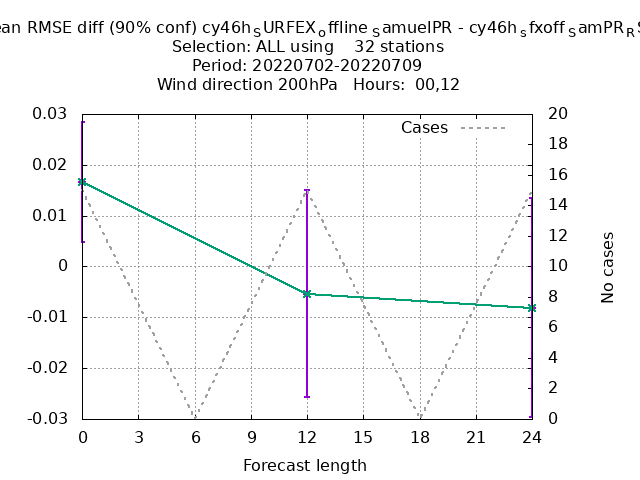 ean RMSE diff (90% conf) cy46h_SURFEX_offline_SamuelPR - cy46h_sfxoff_SamPR_RS
Selection: ALL using 32 stations
Period: 20220702-20220709
Wind direction 200hPa Hours: 00,12
Cases
0.03
0.02
0.01
0
-0.01
-0.02
-0.03
20
18
16
14
12
10
8
6
4
2
0
No cases
0 3 6 9 12 15 18 21 24
Forecast length